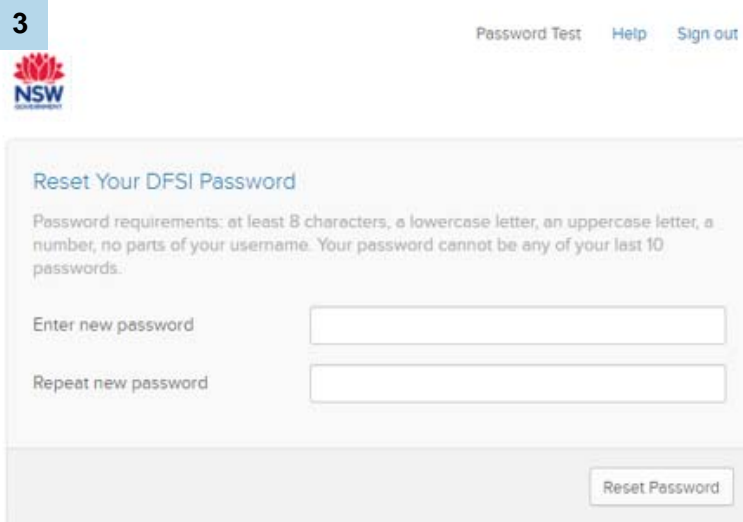 3
Password Test Help Sign out
NSW
GOVERNMENT
Reset Your DFSI Password
Password requirements: at least 8 characters, a lowercase letter, an uppercase letter, a
number, no parts of your username. Your password cannot be any of your last 10
passwords.
Enter new password
Repeat new password
Reset Password